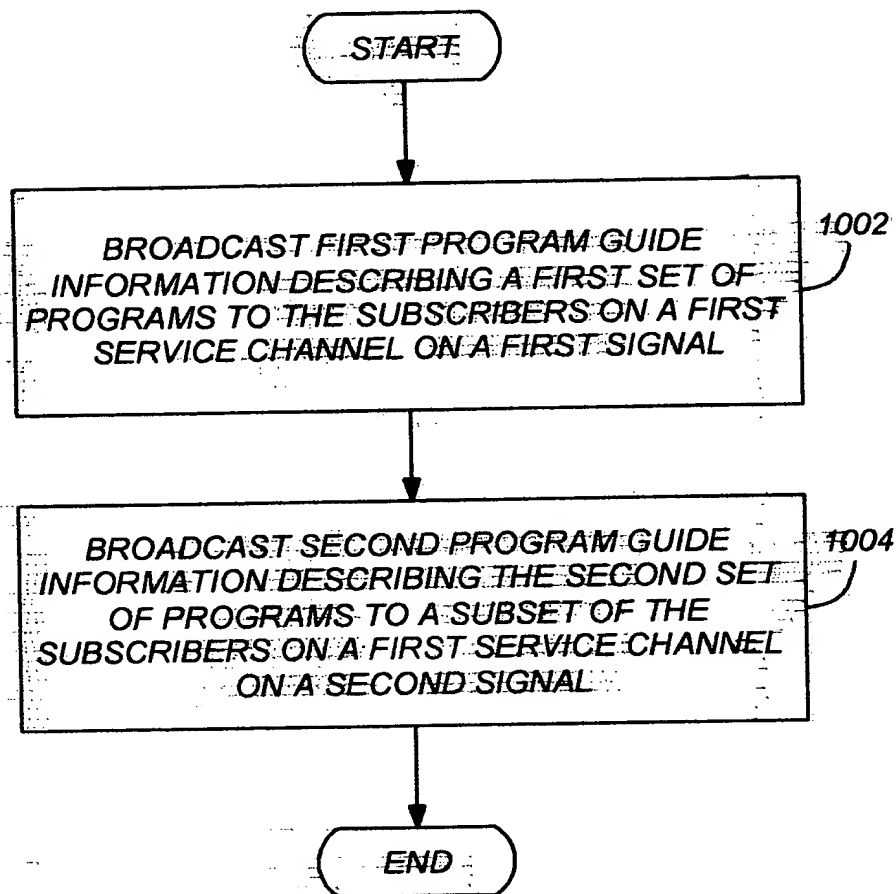 START
BROADCAST FIRST PROGRAM GUIDE
INFORMATION DESCRIBING A FIRST SET OF
PROGRAMS TO THE SUBSCRIBERS ON A FIRST
SERVICE CHANNEL ON A FIRST SIGNAL
1002
BROADCAST SECOND PROGRAM GUIDE
INFORMATION DESCRIBING THE SECOND SET
OF PROGRAMS TO A SUBSET OF THE
SUBSCRIBERS ON A FIRST SERVICE CHANNEL
ON A SECOND SIGNAL
1004
END